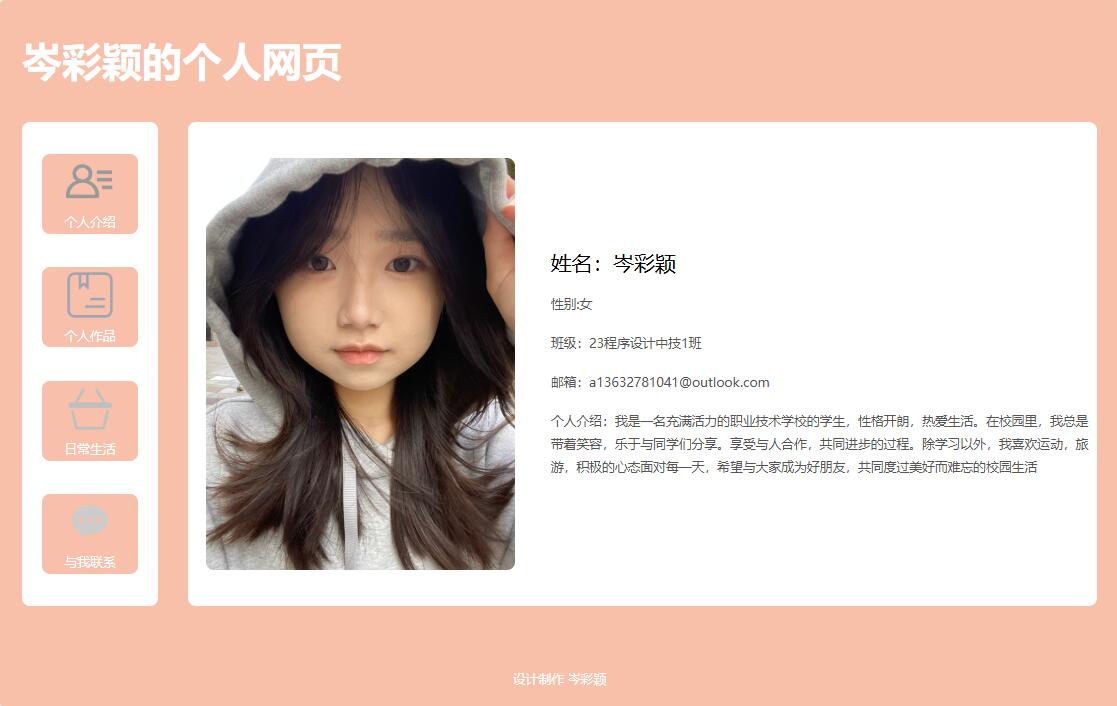 岑彩颖的个人网页
个人介绍
个人作品
日常生活
与我联系
姓名：岑彩颖
性别:女
班级：23程序设计中技1班
邮箱：a13632781041@outlook.com
个人介绍：我是一名充满活力的职业技术学校的学生，性格开朗，热爱生活。在校园里，我总是
带着笑容，乐于与同学们分享。享受与人合作，共同进步的过程。除学习以外，我喜欢运动，旅
游，积极的心态面对每一天，希望与大家成为好朋友，共同度过美好而难忘的校园生活
设计制作 岑彩颖